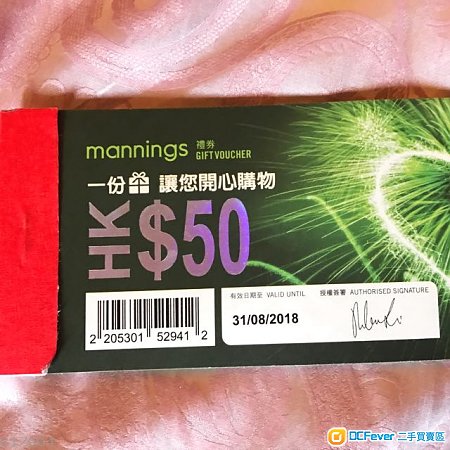 mannings 禮券
GIFT VOUCHER
一份 讓您開心購物
HK$50
有效日期至 VALID UNTIL 授權簽署 AUTHORISED SIGNATURE
31/08/2018
2 205301 52941 2
DCFever 二手買賣區